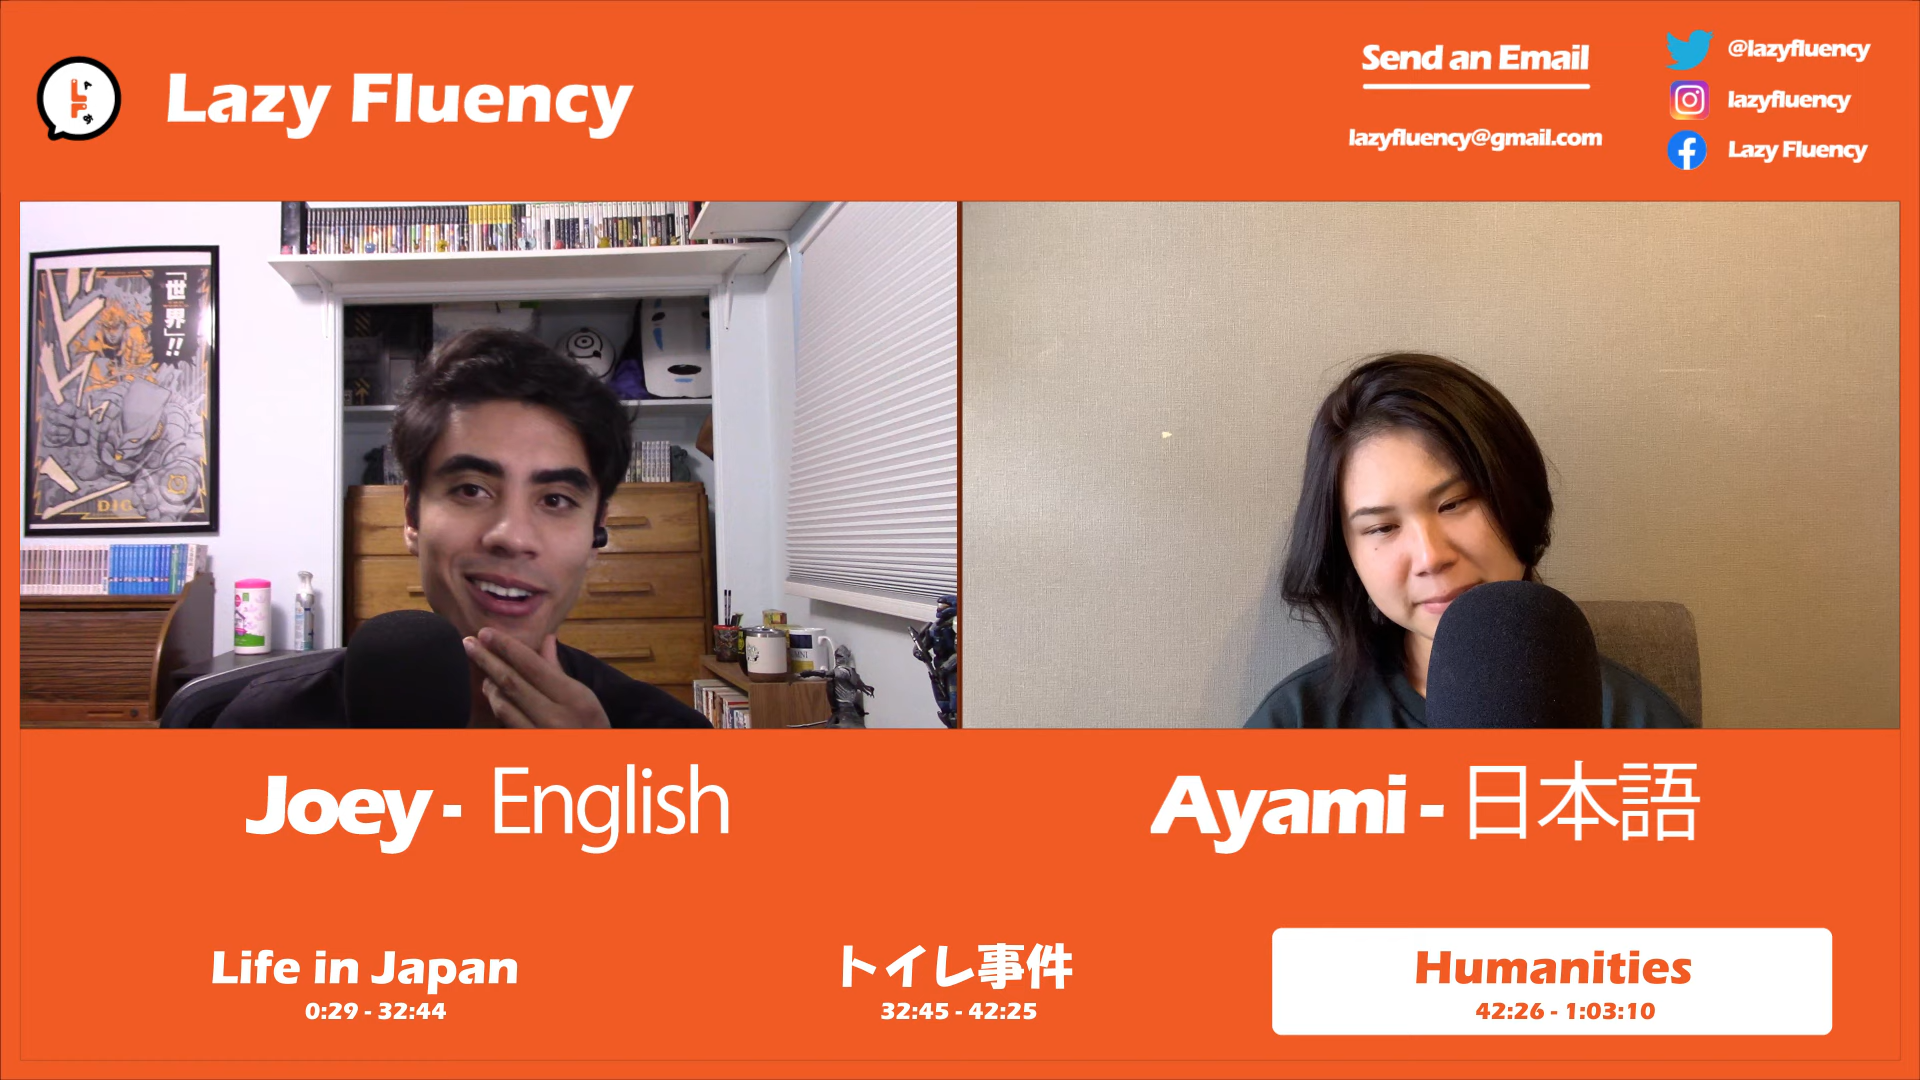 Lazy Fluency
Send an Email
lazyfluency@gmail.com
@lazyfluency
lazyfluency
Lazy Fluency
「世界」!!
DIO
Joey - English
Ayami - 日本語
Life in Japan
0:29 - 32:44
トイレ事件
32:45 - 42:25
Humanities
42:26 - 1:03:10